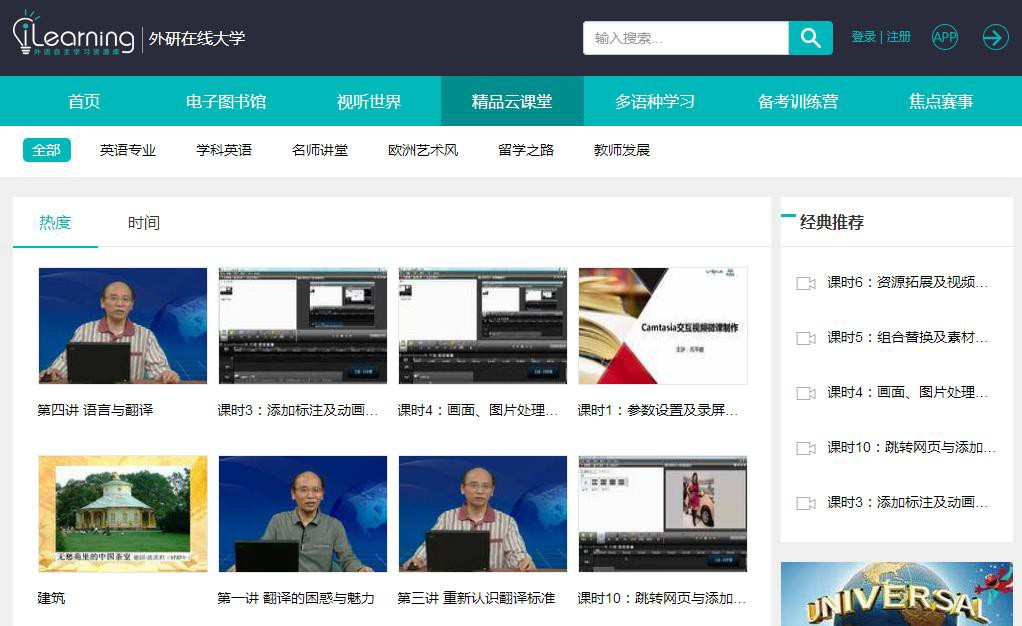 iLearning
外语自主学习资源库
外研在线大学
输入搜索...
登录 | 注册
APP
首页
电子图书馆
视听世界
精品云课堂
多语种学习
备考训练营
焦点赛事
全部
英语专业
学科英语
名师讲堂
欧洲艺术风
留学之路
教师发展
热度
时间
经典推荐
课时6：资源拓展及视频...
课时5：组合替换及素材...
课时4：画面、图片处理...
课时10：跳转网页与添加...
课时3：添加标注及动画...
Camtasia交互视频微课制作
第四讲 语言与翻译
课时3：添加标注及动画...
课时4：画面、图片处理...
课时1：参数设置及录屏...
无愁苑里的中国茶室
建筑
第一讲 翻译的困惑与魅力
第三讲 重新认识翻译标准
课时10：跳转网页与添加...
UNIVERSAL